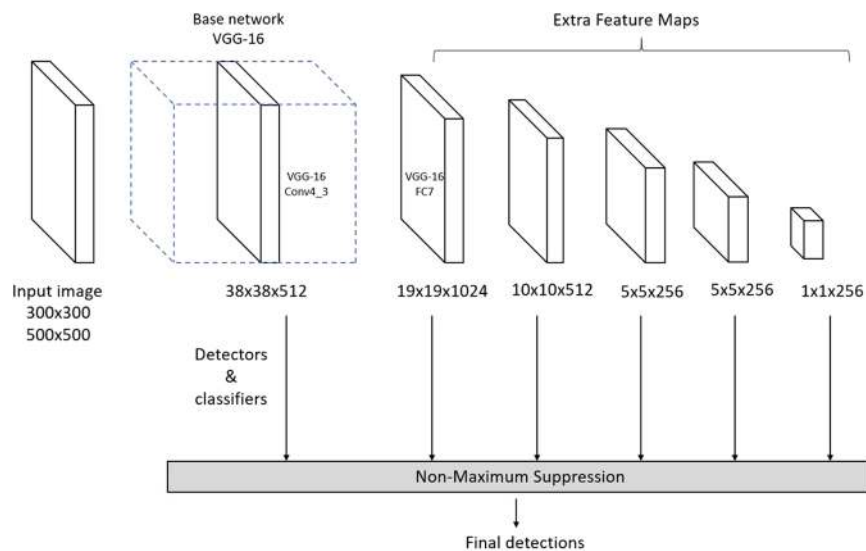 Base network
VGG-16
Extra Feature Maps
VGG-16
Conv4_3
VGG-16
FC7
Input image
300x300
500x500
38x38x512
19x19x1024
10x10x512
5x5x256
5x5x256
1x1x256
Detectors
&
classifiers
Non-Maximum Suppression
Final detections